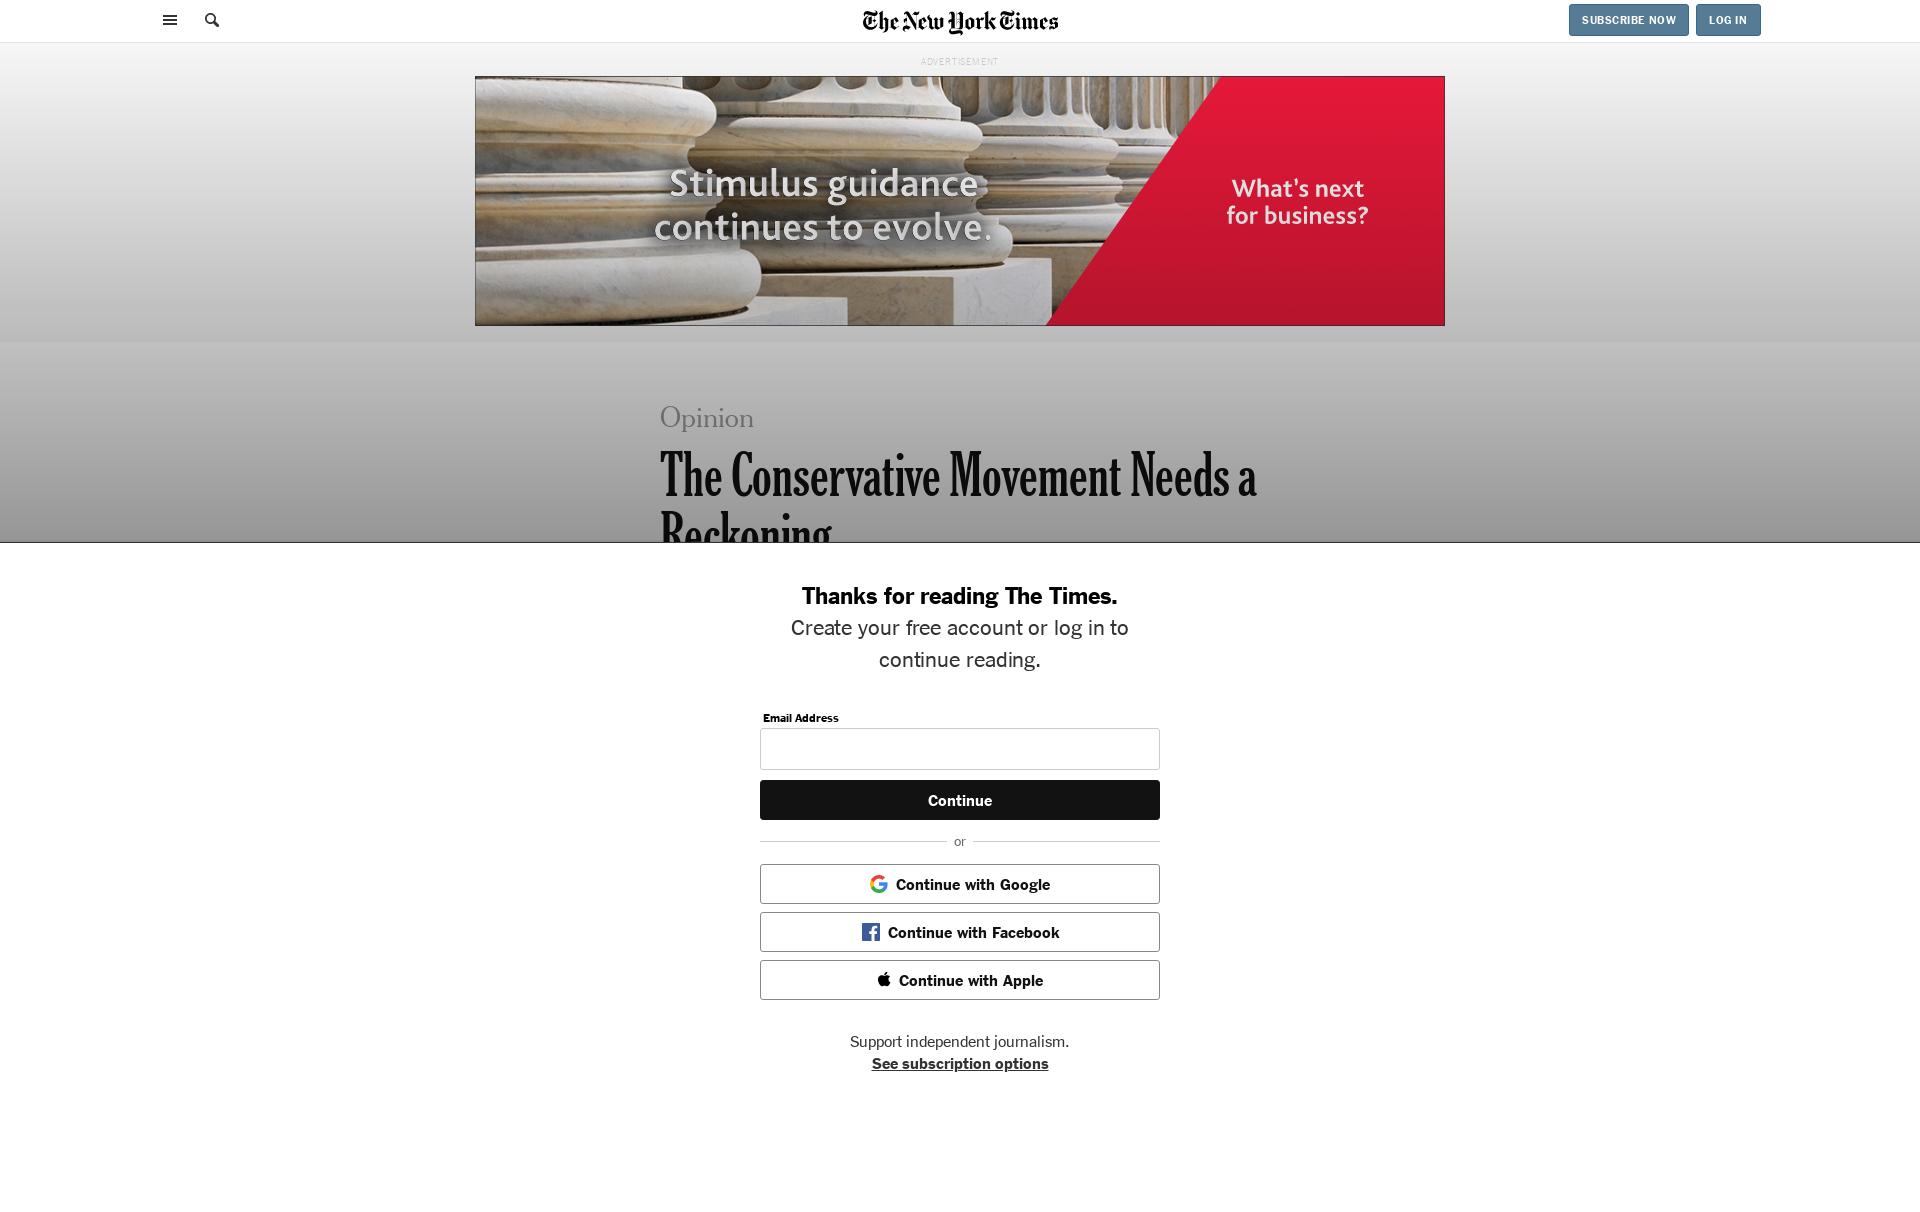 The New York Times
SUBSCRIBE NOW
LOG IN
ADVERTISEMENT
Stimulus guidance
continues to evolve.
What's next
for business?
Opinion
The Conservative Movement Needs a
Reckoning
Thanks for reading The Times.
Create your free account or log in to
continue reading.
Email Address
Continue
or
Continue with Google
Continue with Facebook
Continue with Apple
Support independent journalism.
See subscription options